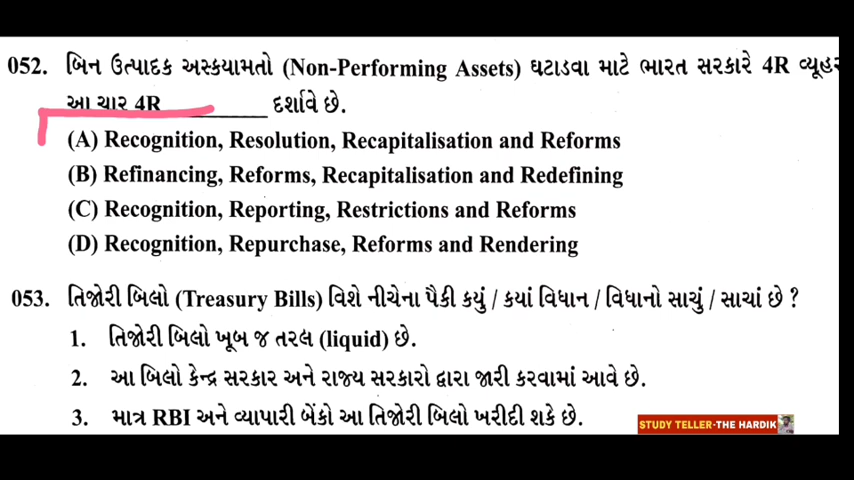 052. બિન ઉત્પાદક અસ્કયામતો (Non-Performing Assets) ઘટાડવા માટે ભારત સરકારે 4R
આ ચાર 4R ________ દર્શાવે છે.
(A) Recognition, Resolution, Recapitalisation and Reforms
(B) Refinancing, Reforms, Recapitalisation and Redefining
(C) Recognition, Reporting, Restrictions and Reforms
(D) Recognition, Repurchase, Reforms and Rendering
053. તિજોરી બિલો (Treasury Bills) વિશે નીચેના પૈકી કયું / કયાં વિધાન / વિધાનો સાચું / સાચાં છે ?
1. તિજોરી બિલો ખૂબ જ તરલ (liquid) છે.
2. આ બિલો કેન્દ્ર સરકાર અને રાજ્ય સરકારો દ્વારા જારી કરવામાં આવે છે.
3. માત્ર RBI અને વ્યાપારી બેંકો આ તિજોરી બિલો ખરીદી શકે છે.
STUDY TELLER-THE HARDIK